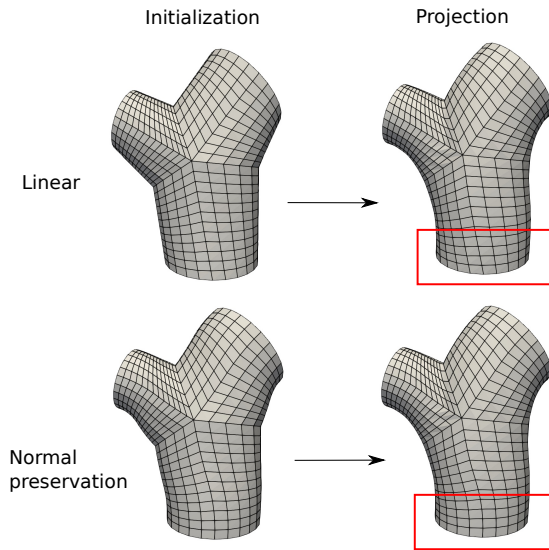 Initialization
Projection
Linear
Normal
preservation